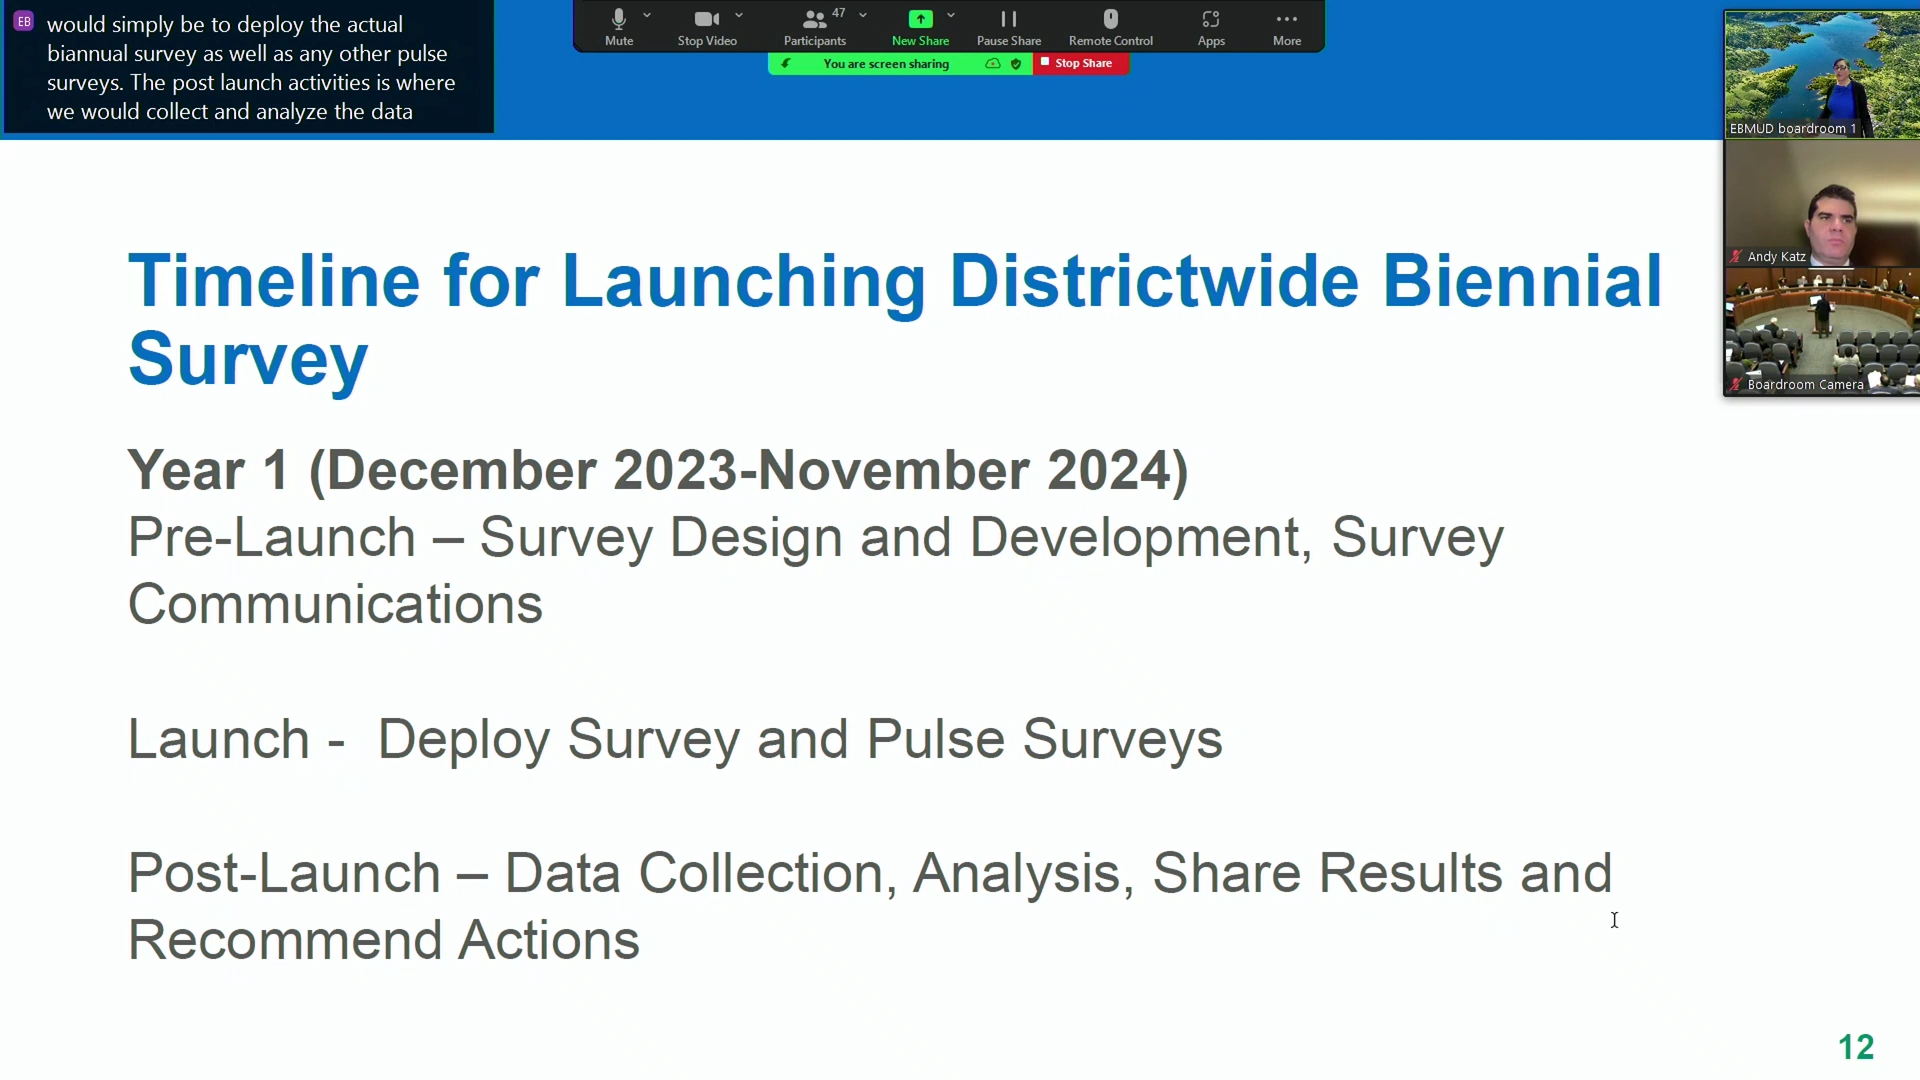 EB
would simply be to deploy the actual
biannual survey as well as any other pulse
surveys. The post launch activities is where
we would collect and analyze the data
47
Mute
Stop Video
Participants
New Share
Pause Share
Remote Control
Apps
More
You are screen sharing
Stop Share
EBMUD boardroom 1
Andy Katz
Boardroom Camera
Timeline for Launching Districtwide Biennial
Survey
Year 1 (December 2023-November 2024)
Pre-Launch – Survey Design and Development, Survey
Communications
Launch -  Deploy Survey and Pulse Surveys
Post-Launch – Data Collection, Analysis, Share Results and
Recommend Actions
12